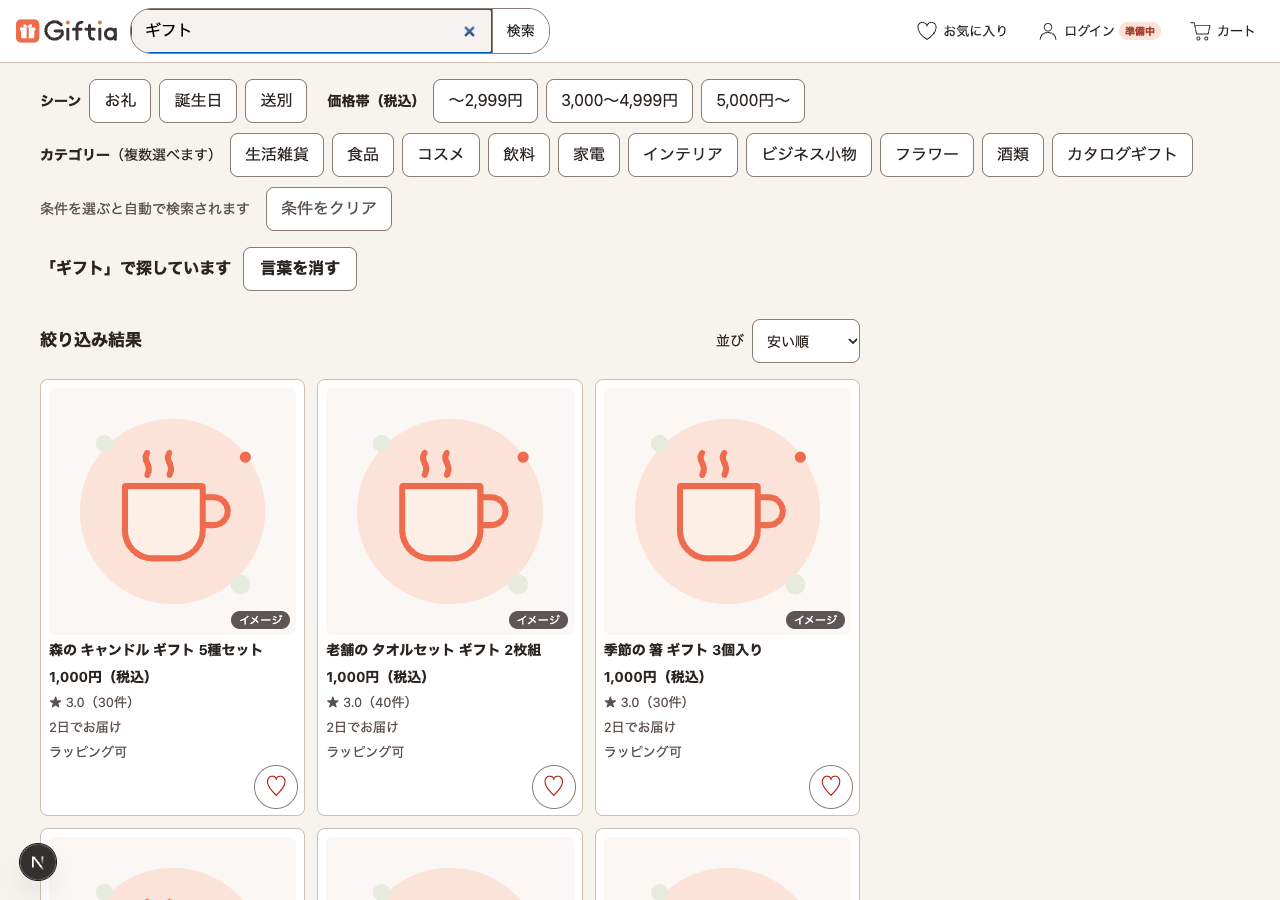 Giftia ギフト × 検索 お気に入り ログイン 準備中 カート
シーン お礼 誕生日 送別 価格帯（税込） 〜2,999円 3,000〜4,999円 5,000円〜
カテゴリー（複数選べます） 生活雑貨 食品 コスメ 飲料 家電 インテリア ビジネス小物 フラワー 酒類 カタログギフト
条件を選ぶと自動で検索されます 条件をクリア
「ギフト」で探しています 言葉を消す
絞り込み結果 並び 安い順
イメージ イメージ イメージ
森の キャンドル ギフト 5種セット 老舗の タオルセット ギフト 2枚組 季節の 箸 ギフト 3個入り
1,000円（税込） 1,000円（税込） 1,000円（税込）
★ 3.0（30件） ★ 3.0（40件） ★ 3.0（30件）
2日でお届け 2日でお届け 2日でお届け
ラッピング可 ラッピング可 ラッピング可
N